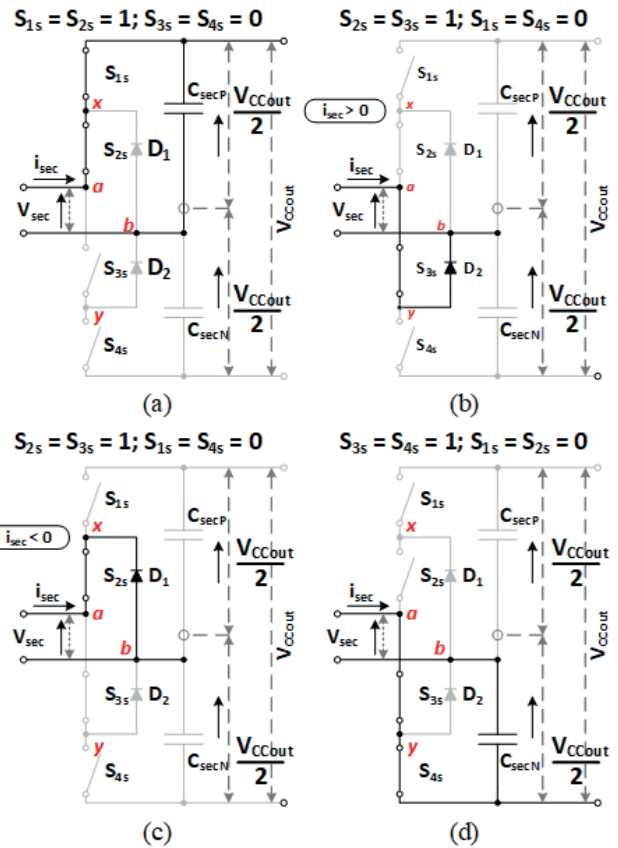 S1s = S2s = 1; S3s = S4s = 0
S1s
x
CsecP
VCCout
2
S2s
D1
isec
a
Vsec
b
VCCout
S3s
D2
y
CsecN
VCCout
2
S4s
(a)
S2s = S3s = 1; S1s = S4s = 0
S1s
isec > 0
x
CsecP
VCCout
2
S2s
D1
isec
a
Vsec
b
VCCout
S3s
D2
y
CsecN
VCCout
2
S4s
(b)
S2s = S3s = 1; S1s = S4s = 0
S1s
isec < 0
x
CsecP
VCCout
2
S2s
D1
isec
a
Vsec
b
VCCout
S3s
D2
y
CsecN
VCCout
2
S4s
(c)
S3s = S4s = 1; S1s = S2s = 0
S1s
x
CsecP
VCCout
2
S2s
D1
isec
a
Vsec
b
VCCout
S3s
D2
y
CsecN
VCCout
2
S4s
(d)